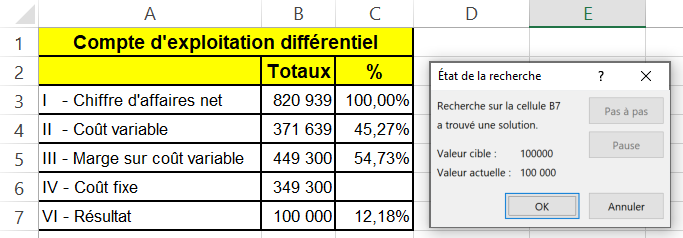 A B C D E
1 Compte d'exploitation différentiel
2 Totaux %
3 I - Chiffre d'affaires net 820 939 100,00%
4 II - Coût variable 371 639 45,27%
5 III - Marge sur coût variable 449 300 54,73%
6 IV - Coût fixe 349 300
7 VI - Résultat 100 000 12,18%
État de la recherche ? ×
Recherche sur la cellule B7
a trouvé une solution.
Valeur cible : 100000
Valeur actuelle : 100 000
Pas à pas
Pause
OK Annuler